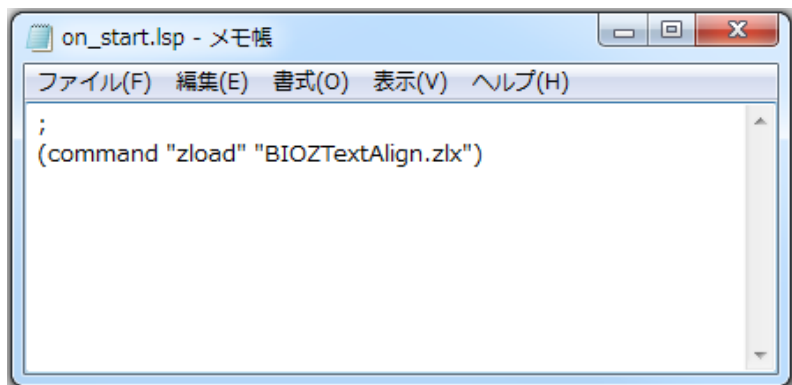 on_start.lsp - メモ帳
ファイル(F) 編集(E) 書式(O) 表示(V) ヘルプ(H)
;
(command "zload" "BIOZTextAlign.zlx")